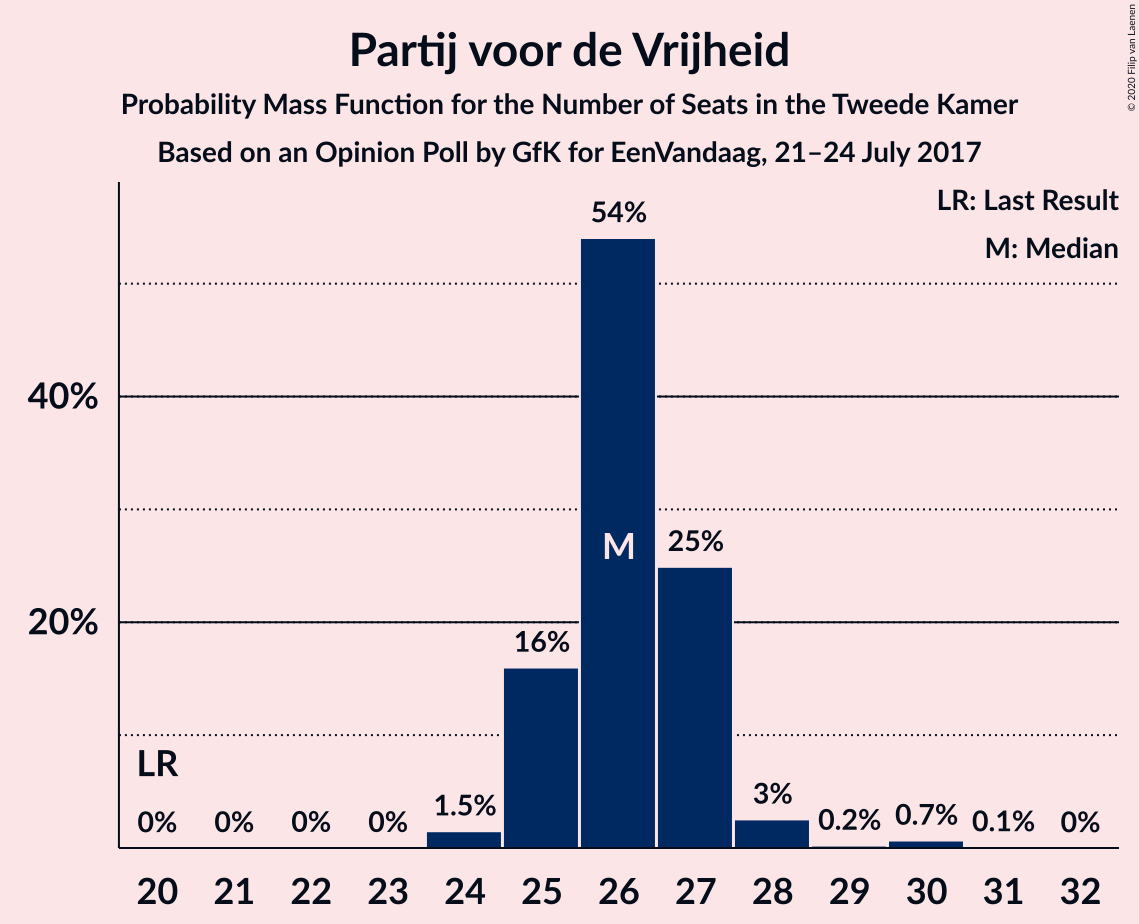 Partij voor de Vrijheid
Probability Mass Function for the Number of Seats in the Tweede Kamer
Based on an Opinion Poll by GfK for EenVandaag, 21–24 July 2017
© 2020 Filip van Laenen
LR: Last Result
M: Median
54%
40%
M
25%
20%
16%
LR
0%
0%
0%
0%
1.5%
3%
0.2%
0.7%
0.1%
0%
20 21 22 23 24 25 26 27 28 29 30 31 32